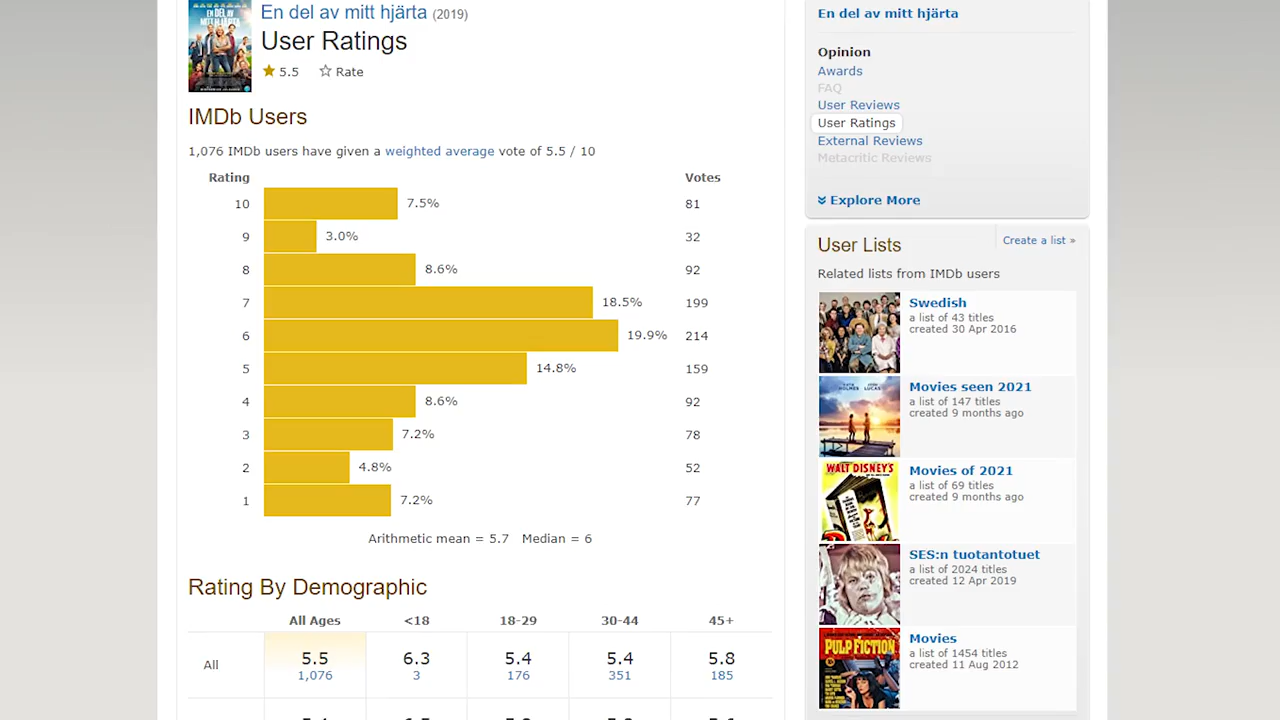 En del av mitt hjärta (2019)
User Ratings
5.5 Rate
IMDb Users
1,076 IMDb users have given a weighted average vote of 5.5 / 10
Rating Votes
10 7.5% 81
9 3.0% 32
8 8.6% 92
7 18.5% 199
6 19.9% 214
5 14.8% 159
4 8.6% 92
3 7.2% 78
2 4.8% 52
1 7.2% 77
Arithmetic mean = 5.7 Median = 6
Rating By Demographic
All Ages <18 18-29 30-44 45+
All 5.5 6.3 5.4 5.4 5.8
1,076 3 176 351 185
En del av mitt hjärta
Opinion
Awards
FAQ
User Reviews
User Ratings
External Reviews
Metacritic Reviews
Explore More
User Lists
Create a list »
Related lists from IMDb users
Swedish
a list of 43 titles
created 30 Apr 2016
Movies seen 2021
a list of 147 titles
created 9 months ago
Movies of 2021
a list of 69 titles
created 9 months ago
SES:n tuotantotuet
a list of 2024 titles
created 12 Apr 2019
Movies
a list of 1454 titles
created 11 Aug 2012
EN DEL AV
MITT HJÄRTA
WALT DISNEY'S
PULP FICTION